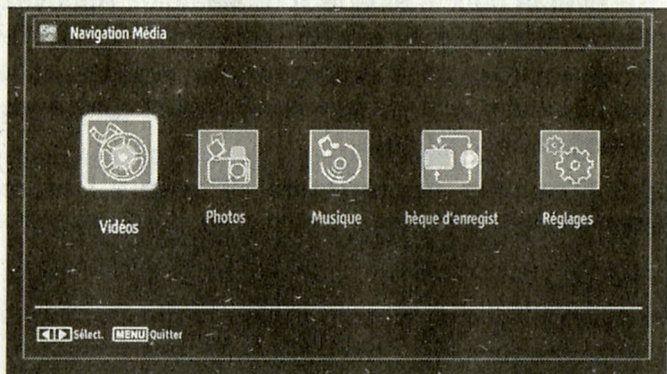 Navigation Média
Vidéos Photos Musique hèque d'enregist Réglages
Sélect. MENU Quitter